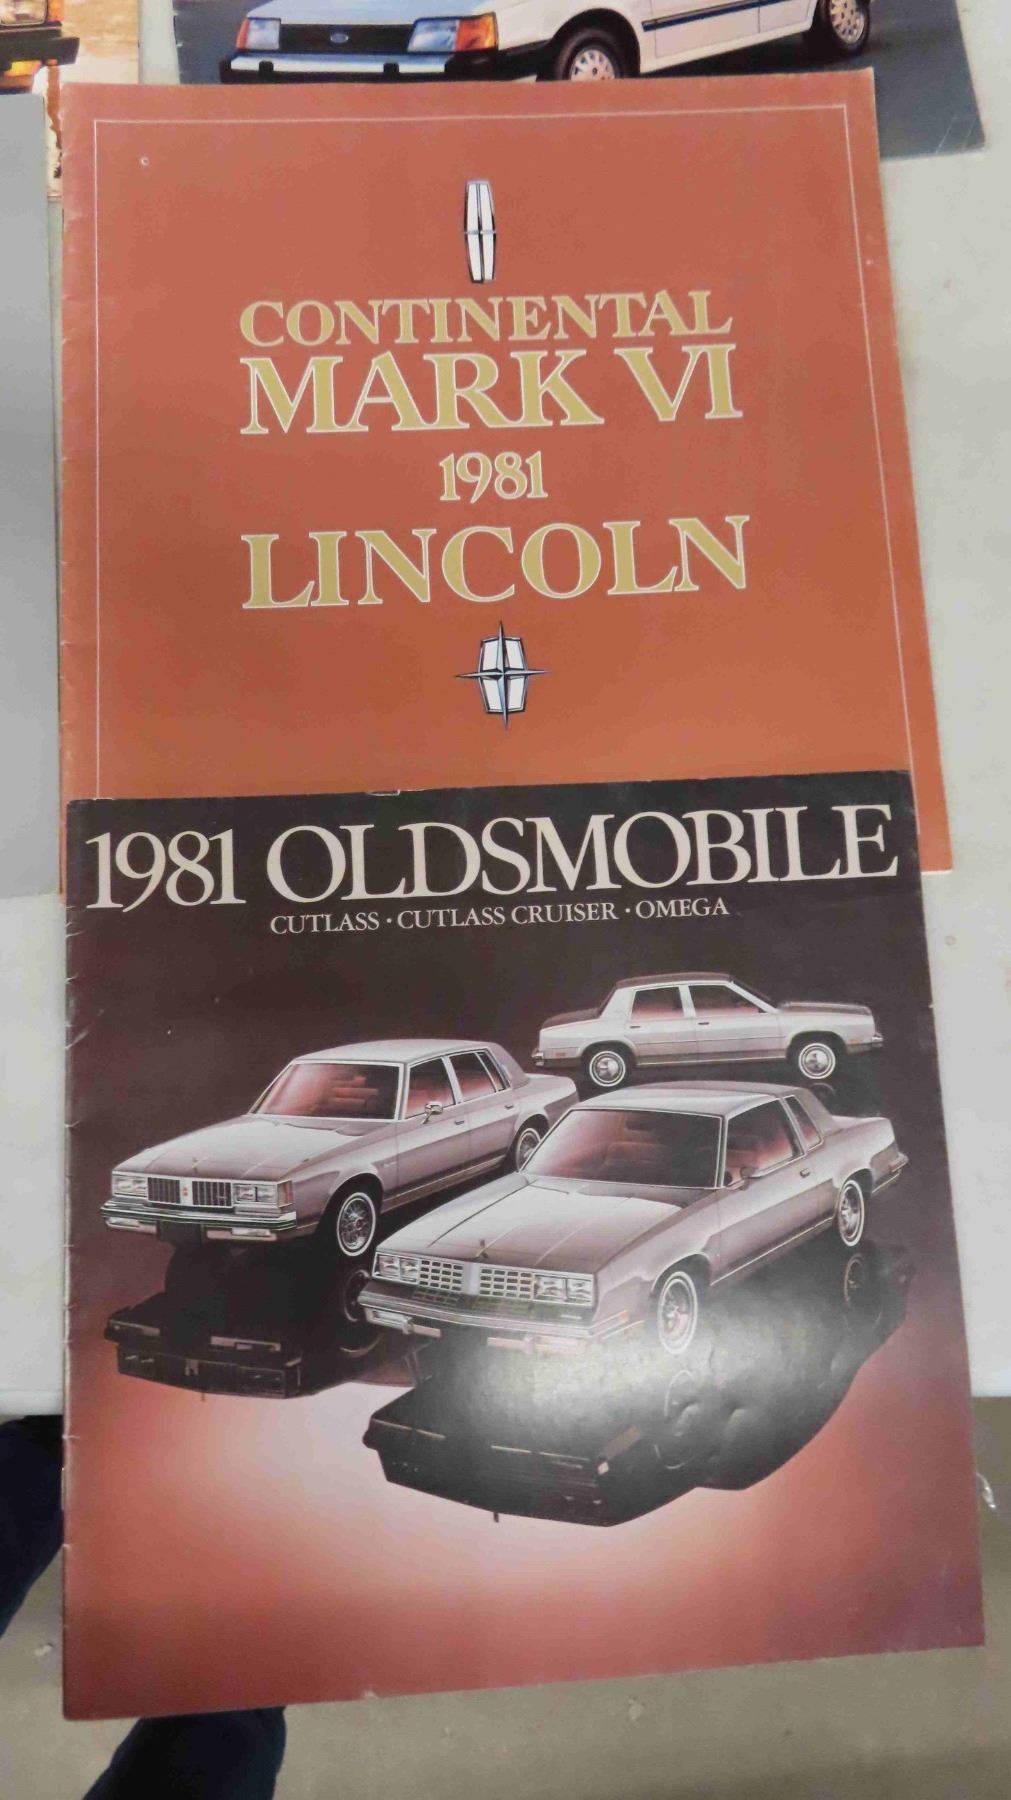 CONTINENTAL
MARK VI
1981
LINCOLN
1981 OLDSMOBILE
CUTLASS · CUTLASS CRUISER · OMEGA